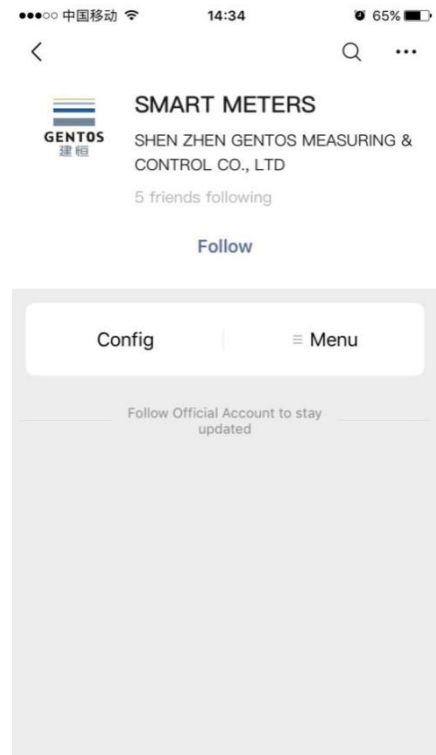 中国移动 14:34 65%
SMART METERS
GENTOS
建恒
SHEN ZHEN GENTOS MEASURING &
CONTROL CO., LTD
5 friends following
Follow
Config
Menu
Follow Official Account to stay
updated